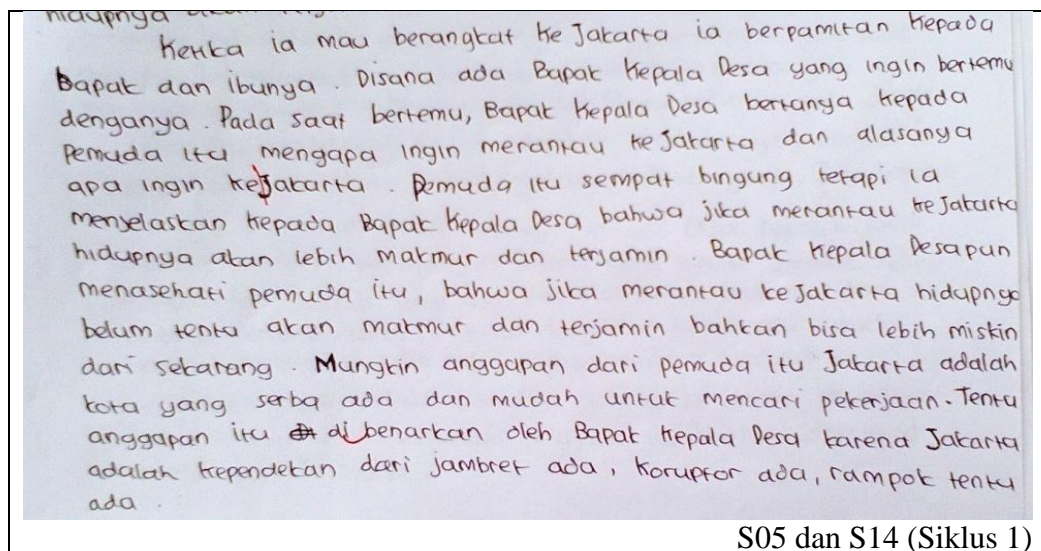 hidupnya
Ketika ia mau berangkat ke Jakarta ia berpamitan kepada
Bapak dan ibunya. Disana ada Bapak Kepala Desa yang ingin bertemu
denganya. Pada saat bertemu, Bapak Kepala Desa bertanya kepada
Pemuda itu mengapa ingin merantau ke Jakarta dan alasanya
apa ingin keJakarta. Pemuda itu sempat bingung tetapi ia
menjelaskan kepada Bapak Kepala Desa bahwa jika merantau ke Jakarta
hidupnya akan lebih makmur dan terjamin. Bapak Kepala Desapun
menasehati pemuda itu, bahwa jika merantau ke Jakarta hidupnya
belum tentu akan makmur dan terjamin bahkan bisa lebih miskin
dari sekarang. Mungkin anggapan dari pemuda itu Jakarta adalah
kota yang serba ada dan mudah untuk mencari pekerjaan. Tentu
anggapan itu di benarkan oleh Bapak Kepala Desa karena Jakarta
adalah kependekan dari jambret ada, Koruptor ada, rampok tentu
ada.
S05 dan S14 (Siklus 1)